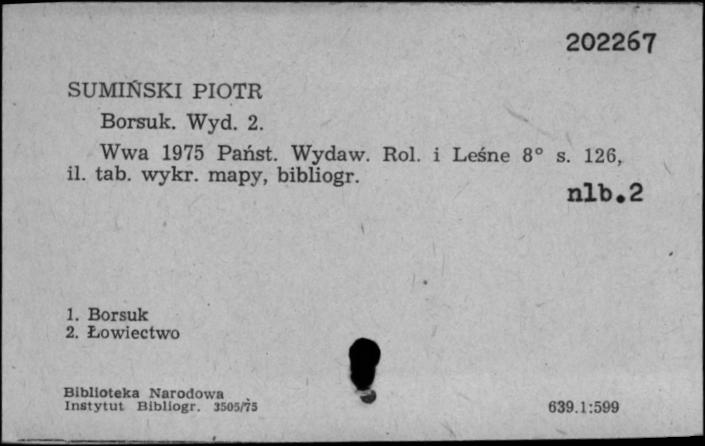 202267
SUMIŃSKI PIOTR
Borsuk. Wyd. 2.
Wwa 1975 Państ. Wydaw. Rol. i Leśne 8° s. 126,
il. tab. wykr. mapy, bibliogr.
nlb.2
1. Borsuk
2. Łowiectwo
Biblioteka Narodowa
Instytut Bibliogr. 3505/75
639.1:599